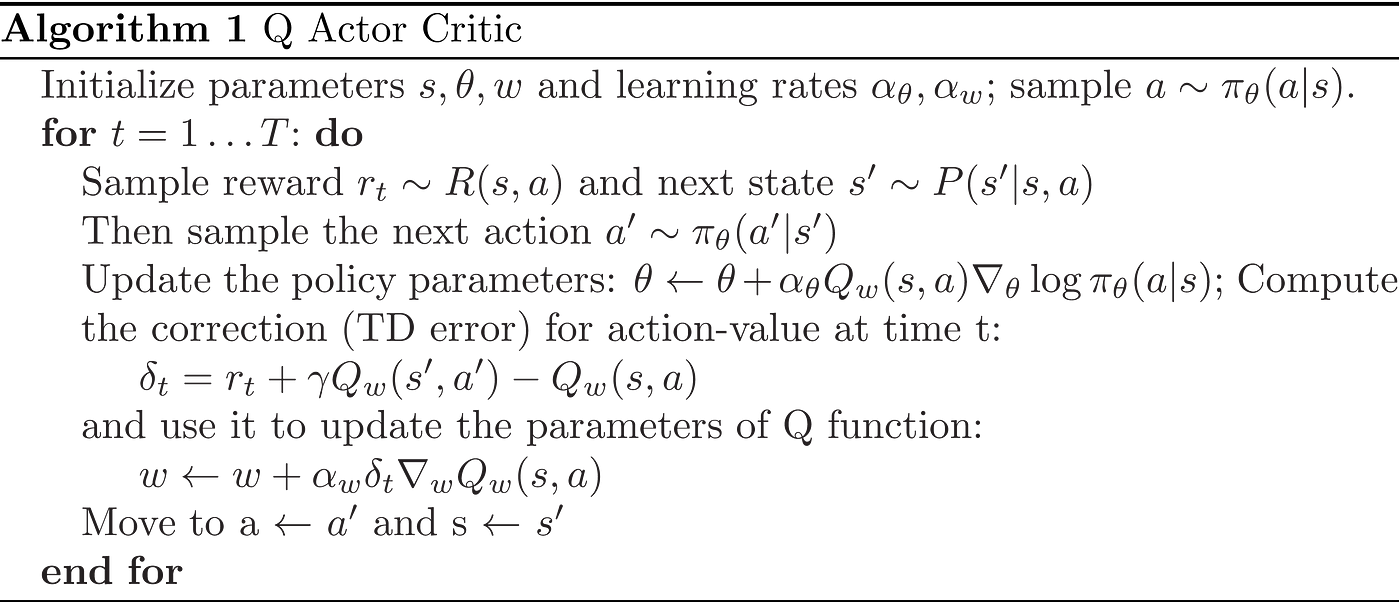 Algorithm 1 Q Actor Critic
Initialize parameters s, θ, w and learning rates α_θ, α_w; sample a ∼ π_θ(a|s).
for t = 1 . . . T: do
Sample reward r_t ∼ R(s, a) and next state s′ ∼ P(s′|s, a)
Then sample the next action a′ ∼ π_θ(a′|s′)
Update the policy parameters: θ ← θ + α_θ Q_w(s, a)∇_θ log π_θ(a|s); Compute
the correction (TD error) for action-value at time t:
δ_t = r_t + γQ_w(s′, a′) − Q_w(s, a)
and use it to update the parameters of Q function:
w ← w + α_w δ_t ∇_w Q_w(s, a)
Move to a ← a′ and s ← s′
end for